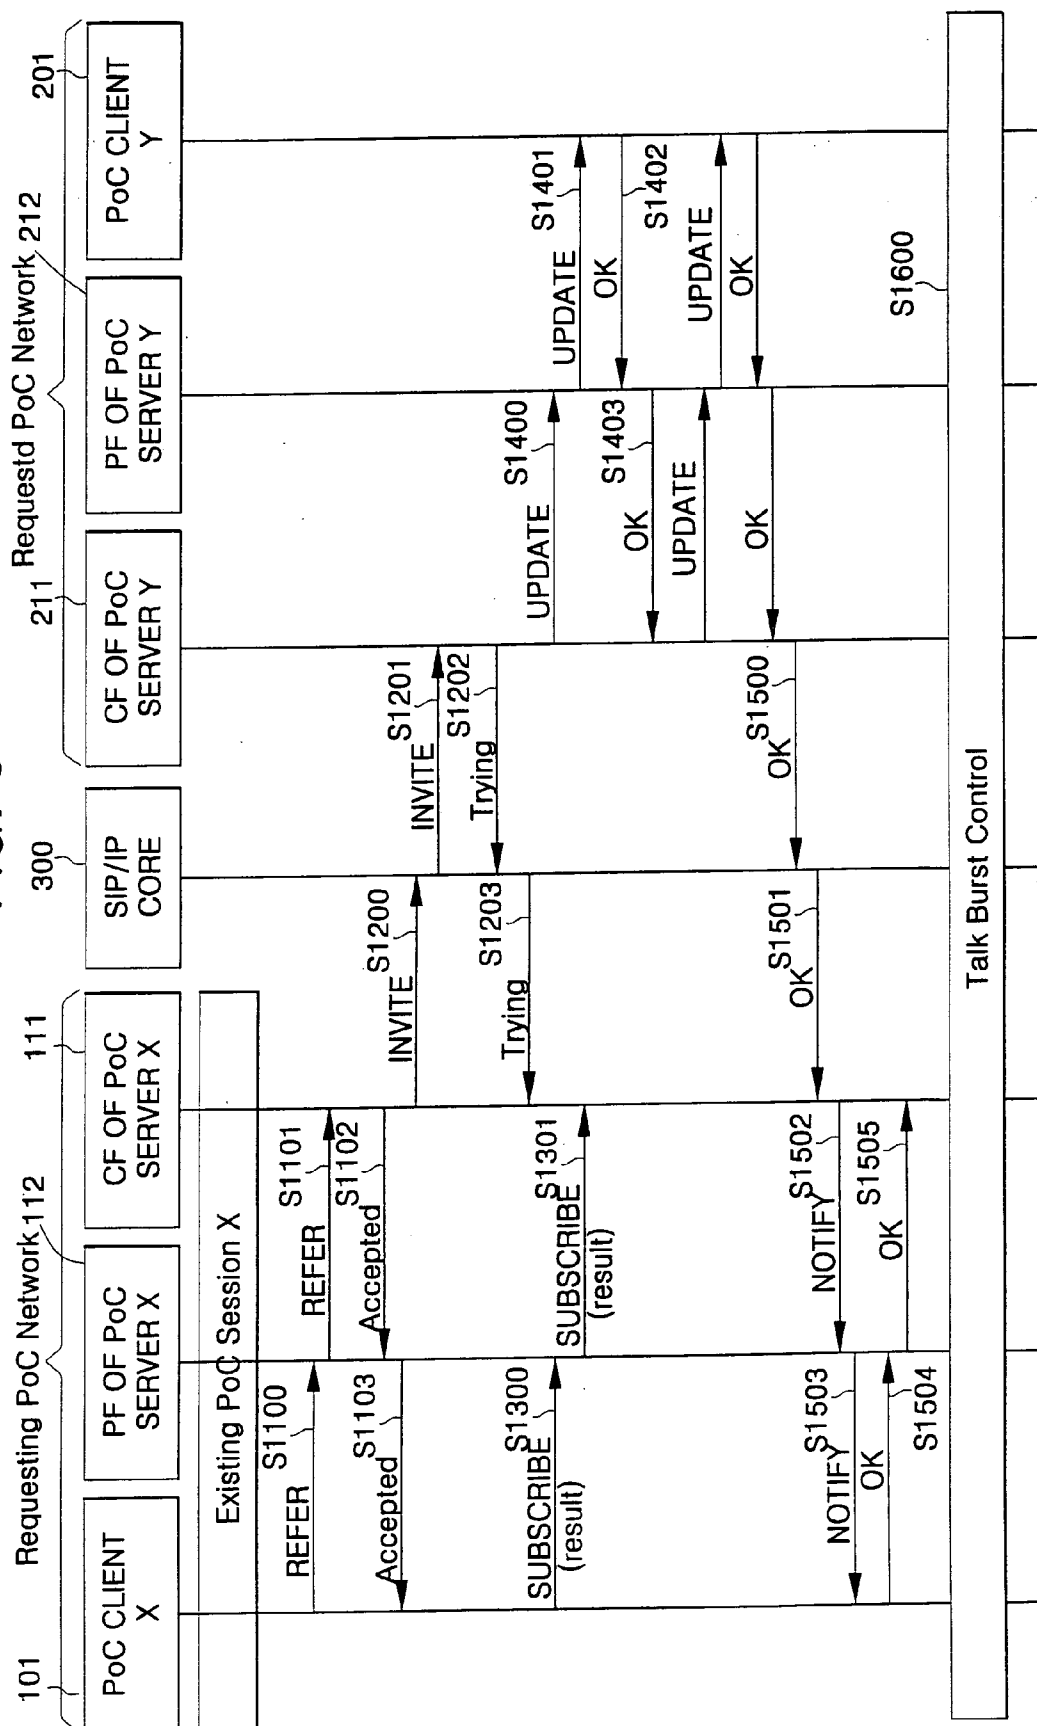 Requesting PoC Network
Requestd PoC Network
101
112
111
300
211
212
201
PoC CLIENT
X
PF OF PoC
SERVER X
CF OF PoC
SERVER X
SIP/IP
CORE
CF OF PoC
SERVER Y
PF OF PoC
SERVER Y
PoC CLIENT
Y
Existing PoC Session X
REFER
S1100
REFER
S1101
Accepted
S1102
Accepted
S1103
INVITE
S1200
INVITE
S1201
Trying
S1202
Trying
S1203
SUBSCRIBE
(result)
S1300
SUBSCRIBE
(result)
S1301
UPDATE
S1400
UPDATE
S1401
OK
S1402
OK
S1403
UPDATE
UPDATE
OK
OK
OK
S1500
OK
S1501
NOTIFY
S1502
NOTIFY
S1503
OK
S1504
OK
S1505
S1600
Talk Burst Control